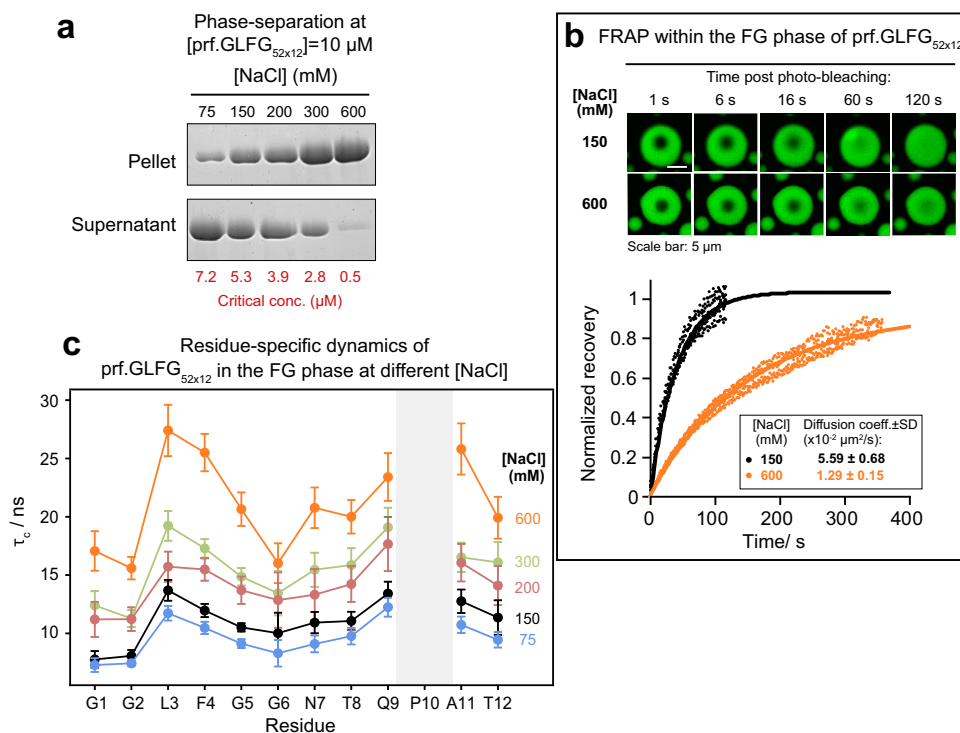 a
Phase-separation at
[prf.GLFG52x12]=10 µM
[NaCl] (mM)
75 150 200 300 600
Pellet
Supernatant
7.2 5.3 3.9 2.8 0.5
Critical conc. (µM)
b FRAP within the FG phase of prf.GLFG52x12
Time post photo-bleaching:
[NaCl]
(mM)
1 s 6 s 16 s 60 s 120 s
150
600
Scale bar: 5 µm
Normalized recovery
1
0.8
0.6
0.4
0.2
0
0 100 200 300 400
Time/ s
[NaCl] Diffusion coeff.±SD
(mM) (x10-2 µm2/s):
150 5.59 ± 0.68
600 1.29 ± 0.15
c
Residue-specific dynamics of
prf.GLFG52x12 in the FG phase at different [NaCl]
τc / ns
30
25
20
15
10
[NaCl]
(mM)
600
300
200
150
75
G1 G2 L3 F4 G5 G6 N7 T8 Q9 P10 A11 T12
Residue